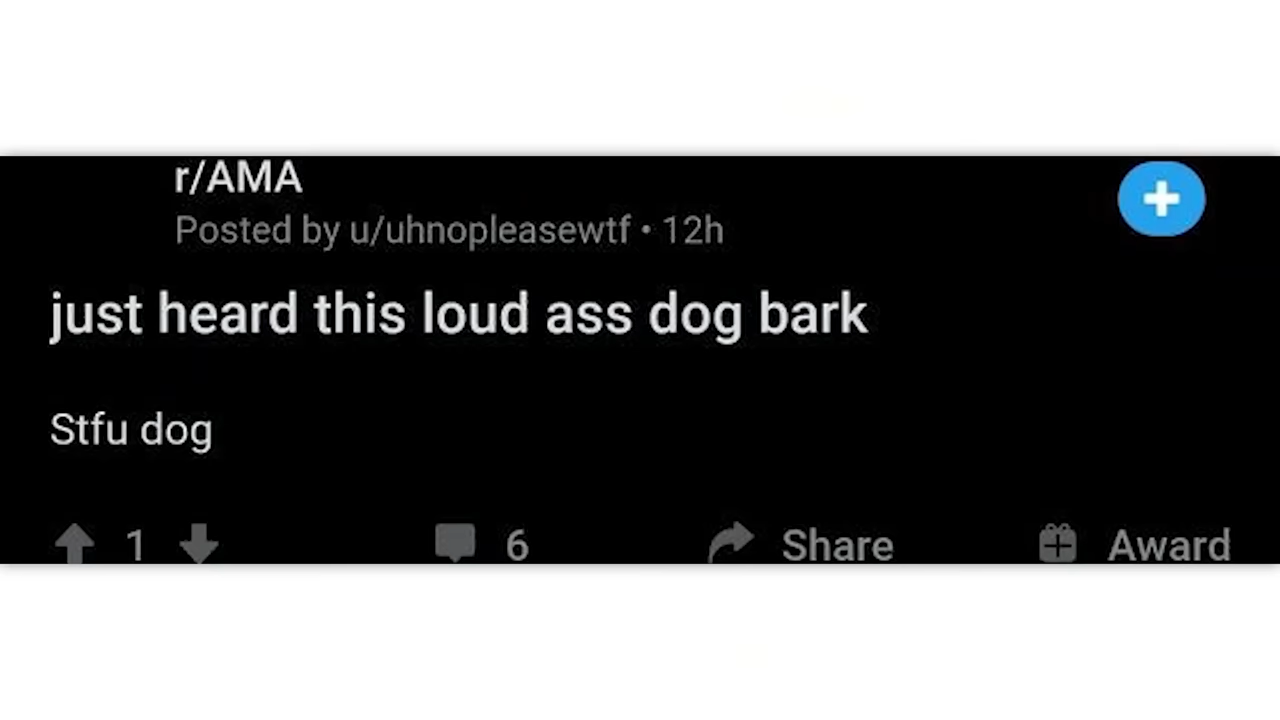 r/AMA
Posted by u/uhnopleasewtf • 12h
just heard this loud ass dog bark
Stfu dog
1 6 Share Award